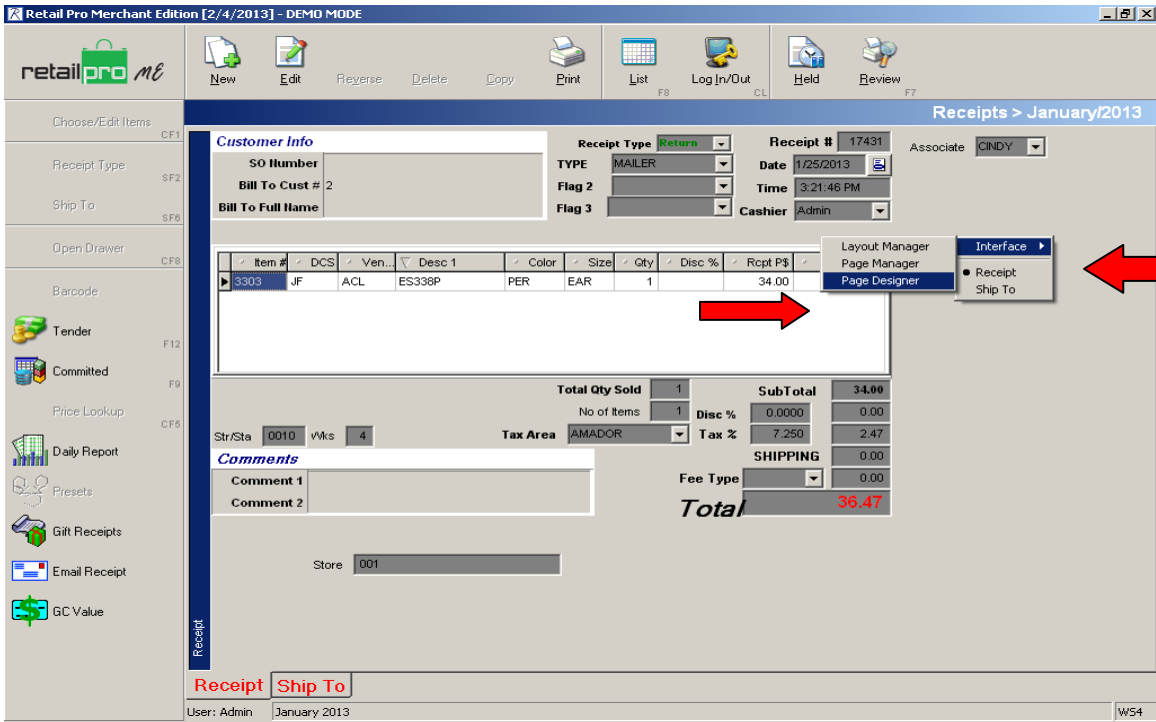 Retail Pro Merchant Edition [2/4/2013] - DEMO MODE
retail pro ME
New Edit Reverse Delete Copy Print List F8 Log In/Out CL Held Review F7
Receipts > January/2013
Choose/Edit Items CF1
Receipt Type SF2
Ship To SF6
Open Drawer CF8
Barcode
Tender F12
Committed F9
Price Lookup CF6
Daily Report
Presets
Gift Receipts
Email Receipt
GC Value
Customer Info
SO Number
Bill To Cust # 2
Bill To Full Name
Receipt Type Return
TYPE MAILER
Flag 2
Flag 3
Receipt # 17431
Date 1/25/2013
Time 3:21:46 PM
Cashier Admin
Associate CINDY
Layout Manager
Page Manager
Page Designer
Interface
Receipt
Ship To
Item # DCS Ven... Desc 1 Color Size Qty Disc % Rcpt P$
3303 JF ACL ES338P PER EAR 1 34.00
Total Qty Sold 1
No of Items 1
Tax Area AMADOR
SubTotal 34.00
Disc % 0.0000 0.00
Tax % 7.250 2.47
SHIPPING 0.00
Fee Type 0.00
Total 36.47
Str/Sta 0010 Wks 4
Comments
Comment 1
Comment 2
Store 001
Receipt
Receipt Ship To
User: Admin January 2013 WS4